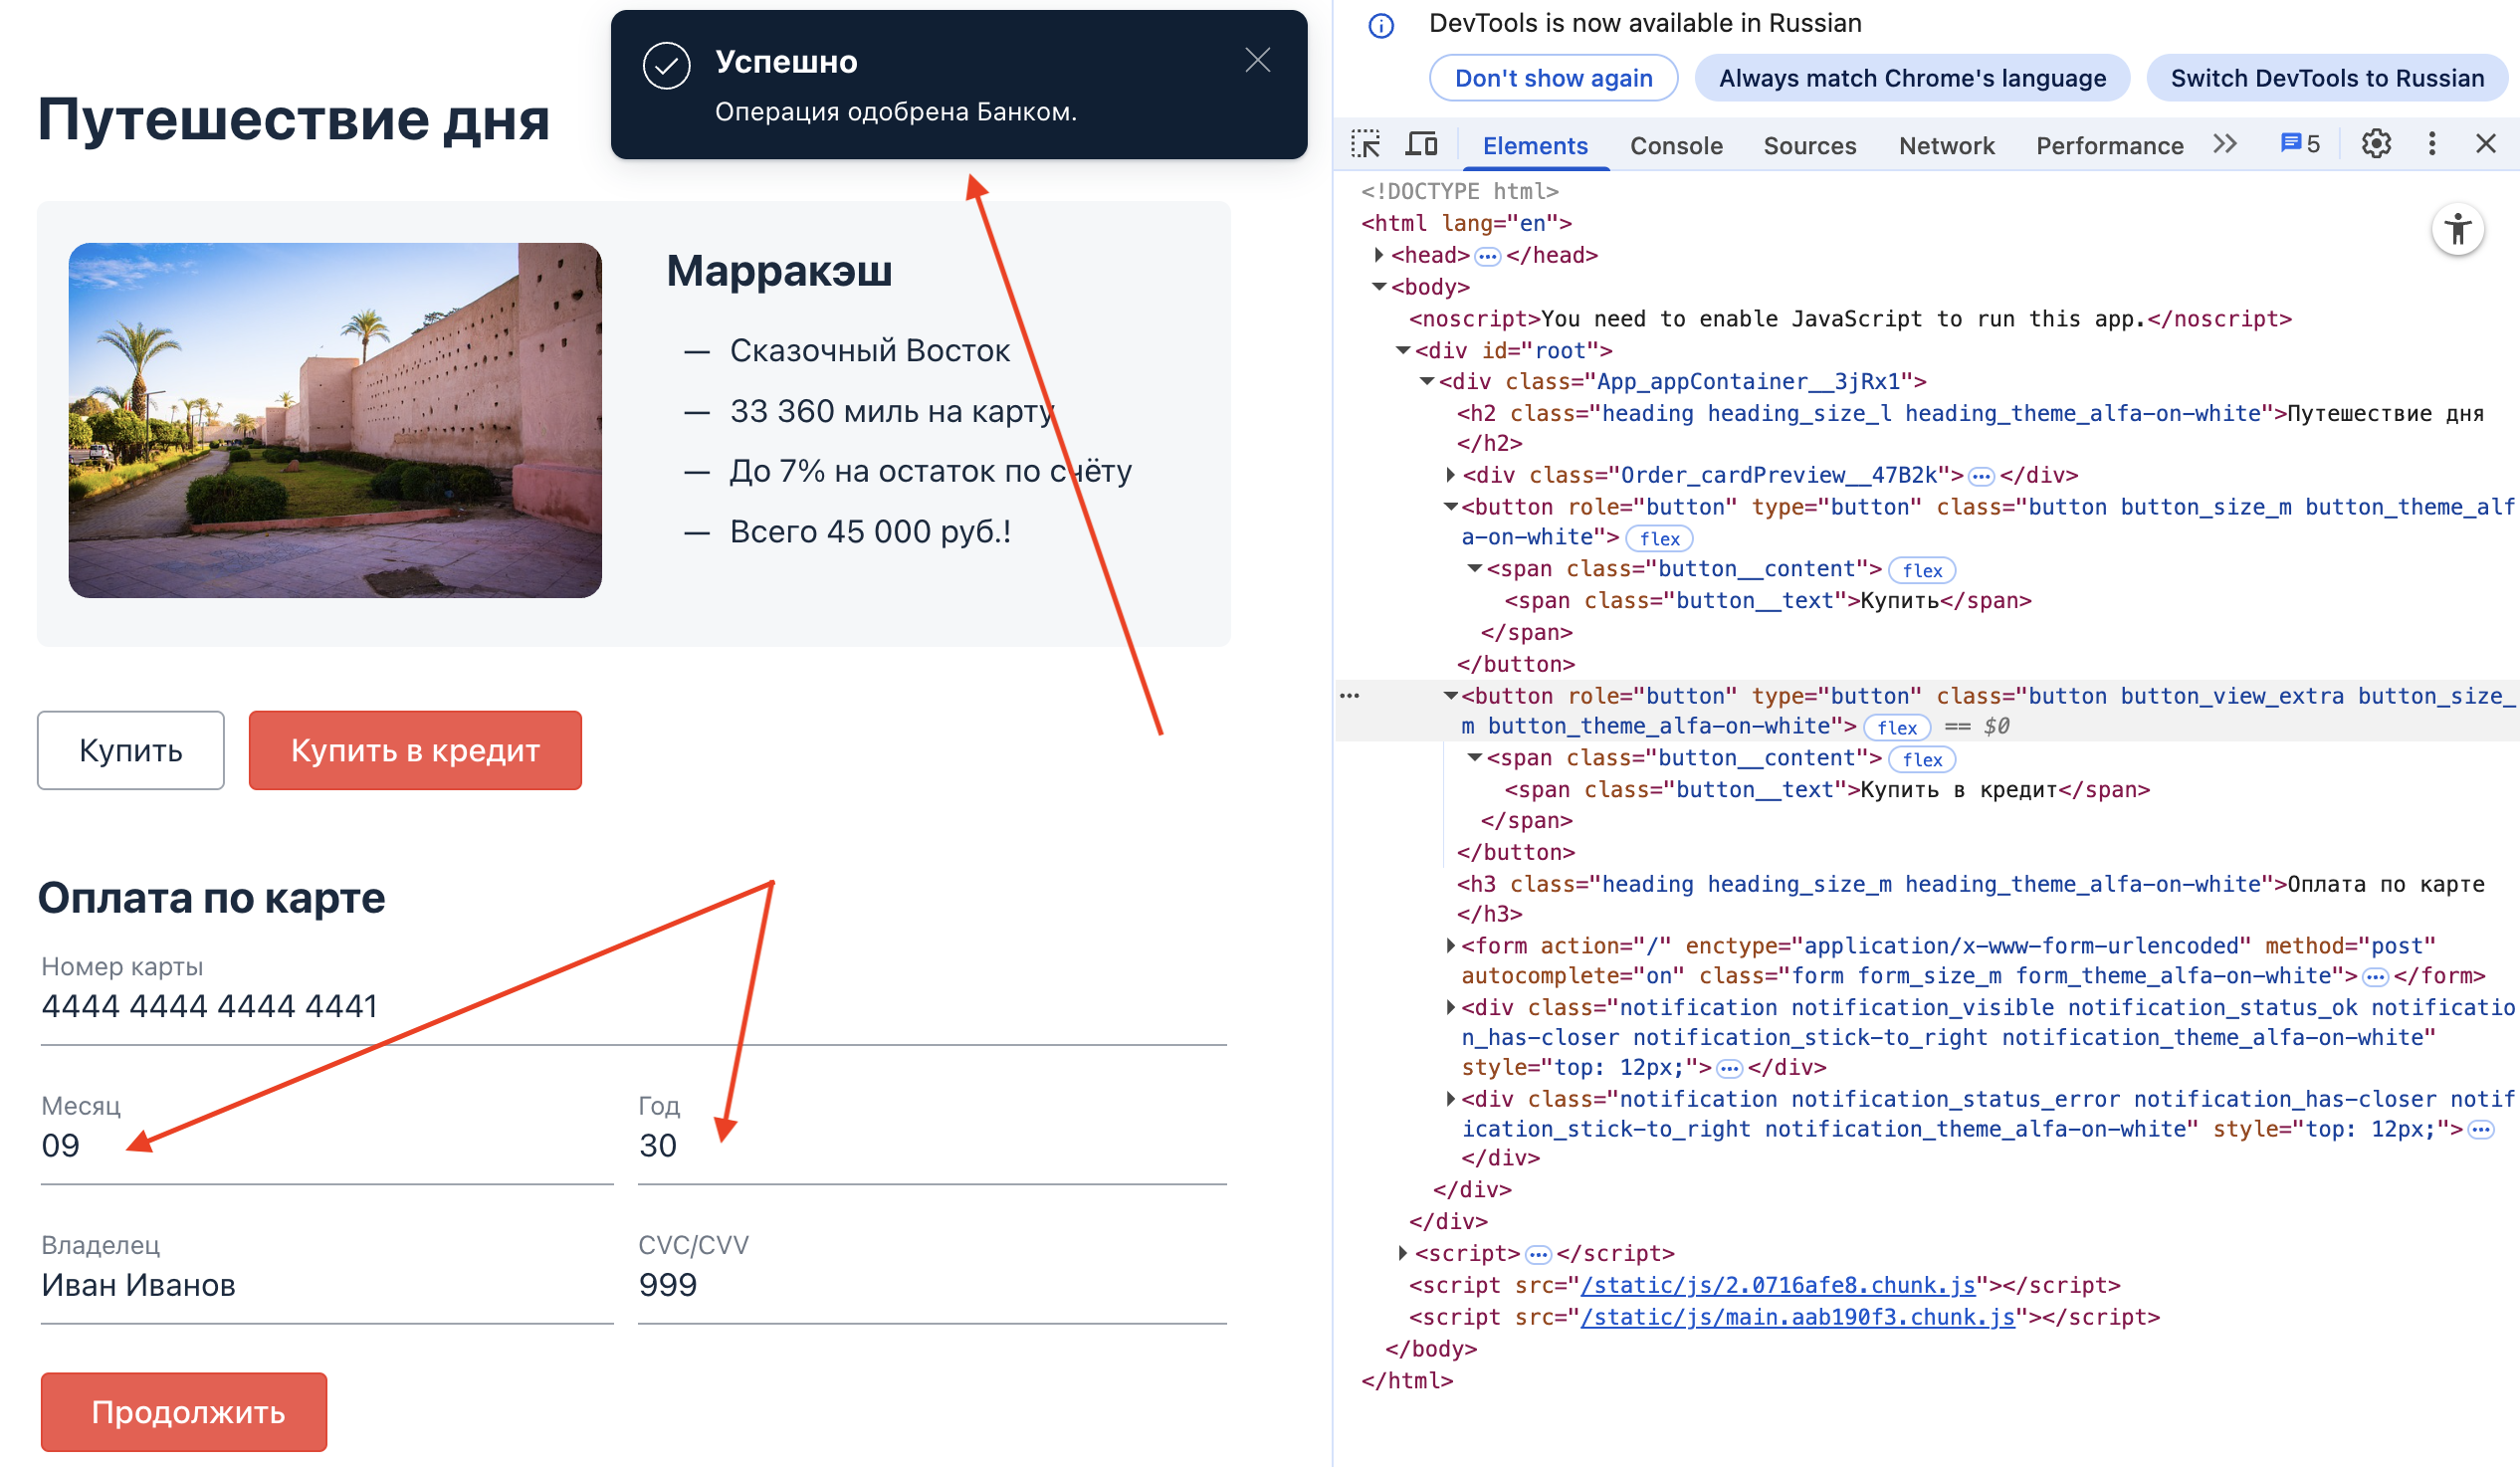 Успешно
Операция одобрена Банком.
Путешествие дня
Марракэш
— Сказочный Восток
— 33 360 миль на карту
— До 7% на остаток по счёту
— Всего 45 000 руб.!
Купить
Купить в кредит
Оплата по карте
Номер карты
4444 4444 4444 4441
Месяц
09
Год
30
Владелец
Иван Иванов
CVC/CVV
999
Продолжить
DevTools is now available in Russian
Don't show again
Always match Chrome's language
Switch DevTools to Russian
Elements
Console
Sources
Network
Performance
5
<!DOCTYPE html>
<html lang="en">
<head>…</head>
<body>
<noscript>You need to enable JavaScript to run this app.</noscript>
<div id="root">
<div class="App_appContainer__3jRx1">
<h2 class="heading heading_size_l heading_theme_alfa-on-white">Путешествие дня
</h2>
<div class="Order_cardPreview__47B2k">…</div>
<button role="button" type="button" class="button button_size_m button_theme_alf
a-on-white"> flex
<span class="button__content"> flex
<span class="button__text">Купить</span>
</span>
</button>
… <button role="button" type="button" class="button button_view_extra button_size_
m button_theme_alfa-on-white"> flex == $0
<span class="button__content"> flex
<span class="button__text">Купить в кредит</span>
</span>
</button>
<h3 class="heading heading_size_m heading_theme_alfa-on-white">Оплата по карте
</h3>
<form action="/" enctype="application/x-www-form-urlencoded" method="post"
autocomplete="on" class="form form_size_m form_theme_alfa-on-white">…</form>
<div class="notification notification_visible notification_status_ok notificatio
n_has-closer notification_stick-to_right notification_theme_alfa-on-white"
style="top: 12px;">…</div>
<div class="notification notification_status_error notification_has-closer notif
ication_stick-to_right notification_theme_alfa-on-white" style="top: 12px;">…
</div>
</div>
</div>
<script>…</script>
<script src="/static/js/2.0716afe8.chunk.js"></script>
<script src="/static/js/main.aab190f3.chunk.js"></script>
</body>
</html>